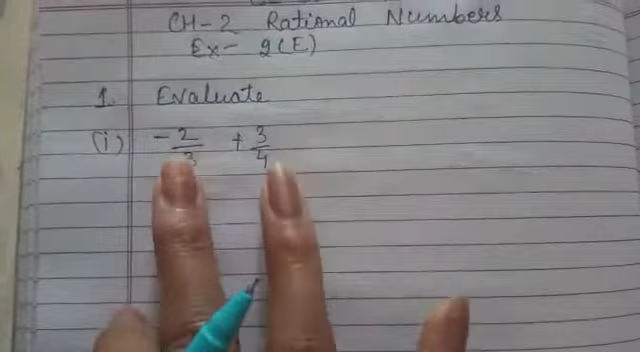 CH-2 Rational Numbers
Ex- 2(E)
1. Evaluate
(i) -2/3 + 3/4